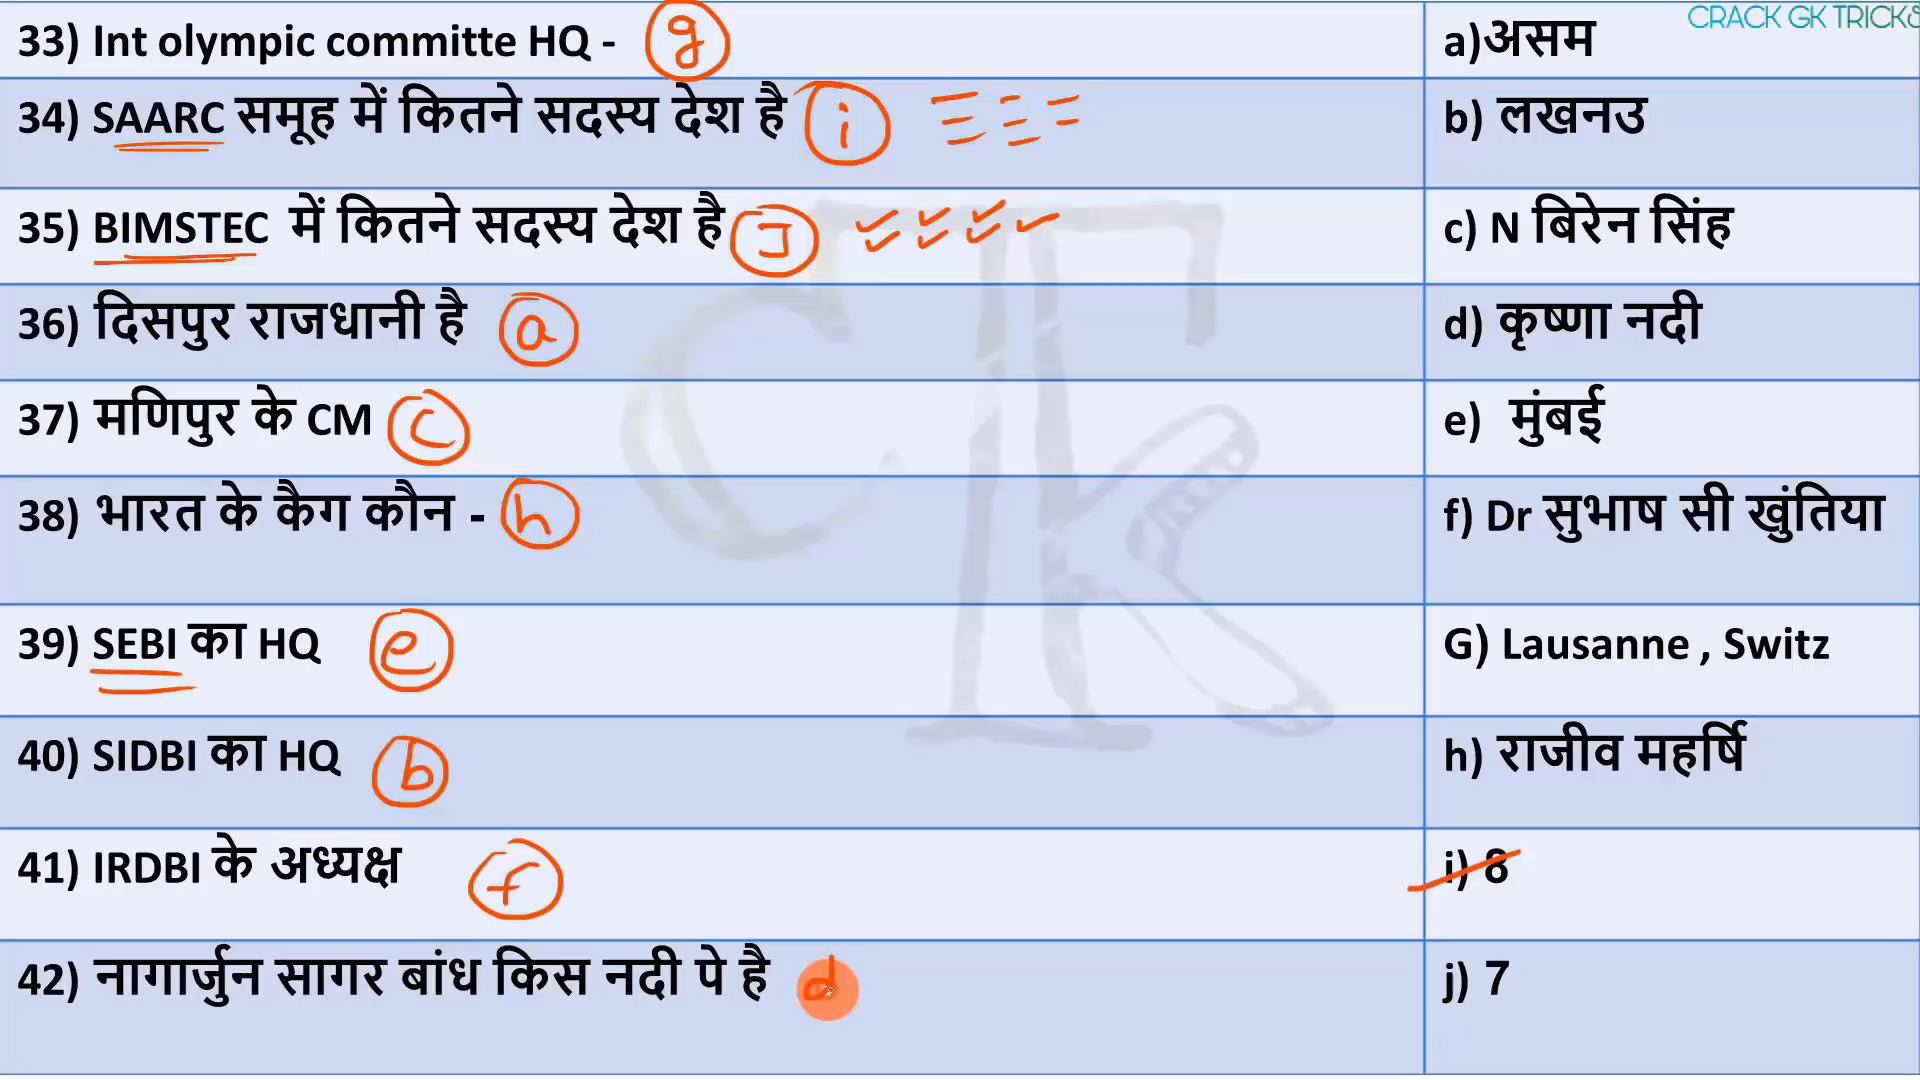 CRACK GK TRICKS
33) Int olympic committe HQ - g
a)असम
34) SAARC समूह में कितने सदस्य देश है i
b) लखनउ
35) BIMSTEC में कितने सदस्य देश है J
c) N बिरेन सिंह
36) दिसपुर राजधानी है a
d) कृष्णा नदी
37) मणिपुर के CM c
e) मुंबई
38) भारत के कैग कौन - h
f) Dr सुभाष सी खुंतिया
39) SEBI का HQ e
G) Lausanne , Switz
40) SIDBI का HQ b
h) राजीव महर्षि
41) IRDBI के अध्यक्ष f
i) 8
42) नागार्जुन सागर बांध किस नदी पे है d
j) 7